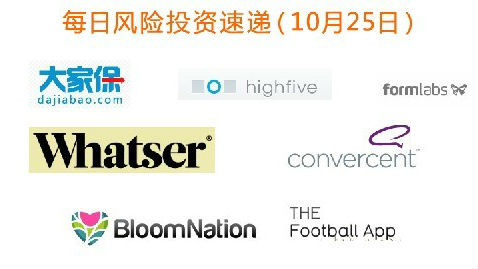 每日风险投资速递(10月25日)
大家保
dajiabao.com
highfive
formlabs
Whatser®
convercent™
BloomNation
THE
Football App